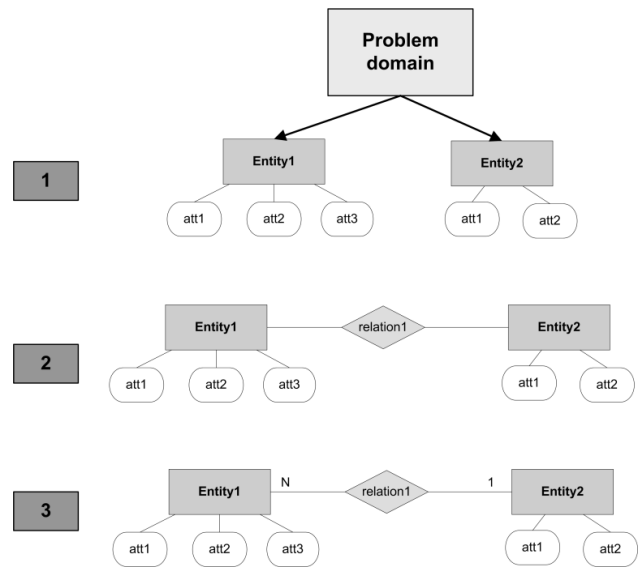 Problem
domain
1
Entity1
Entity2
att1
att2
att3
att1
att2
2
Entity1
relation1
Entity2
att1
att2
att3
att1
att2
3
Entity1
N
relation1
1
Entity2
att1
att2
att3
att1
att2